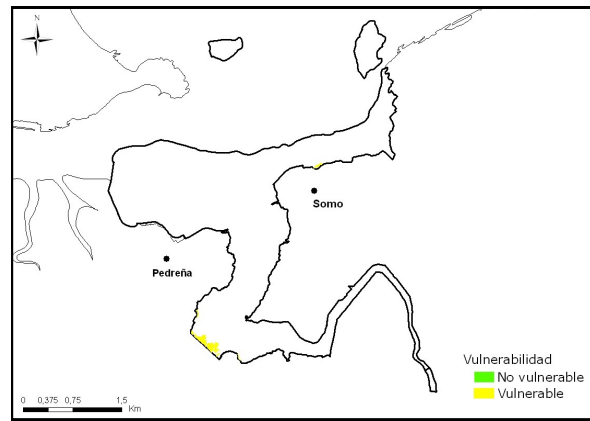 N
Somo
Pedreña
Vulnerabilidad
No vulnerable
Vulnerable
0 0,375 0,75 1,5
Km